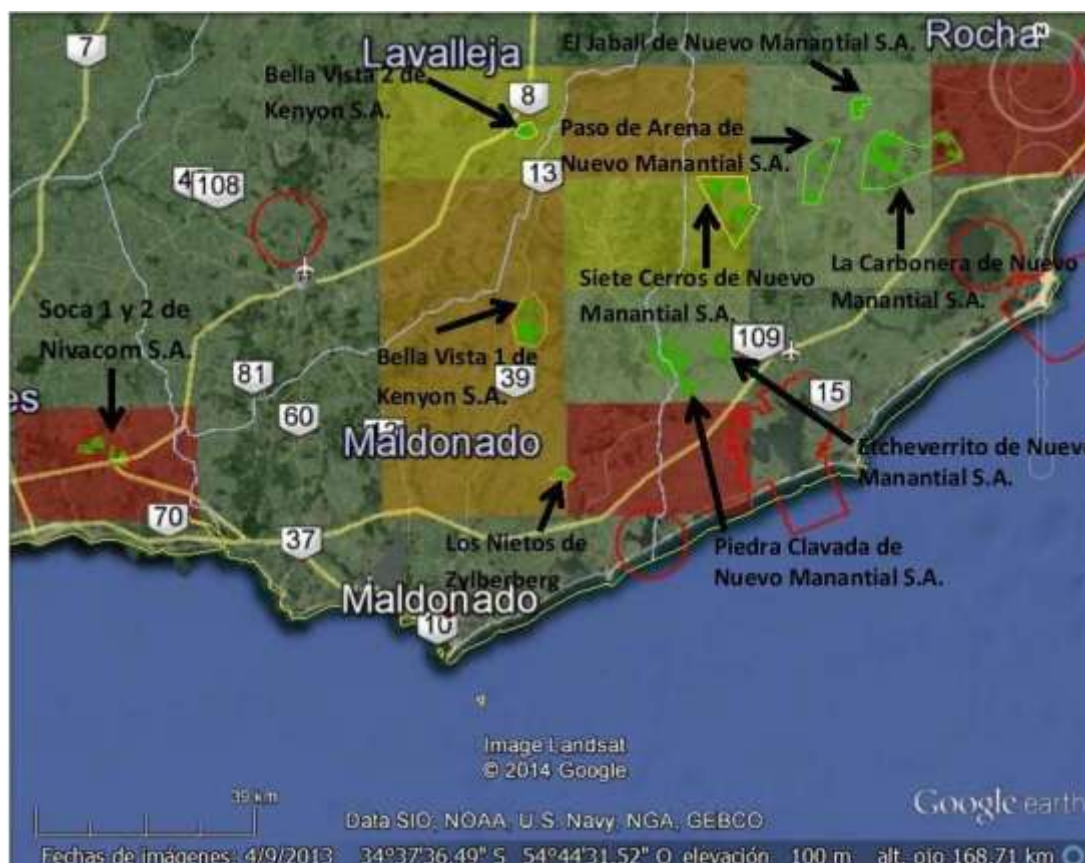 El Jabalí de Nuevo Manantial S.A.
Rocha
N
7
Lavalleja
Bella Vista 2 de
Kenyon S.A.
8
Paso de Arena de
Nuevo Manantial S.A.
13
108
Siete Cerros de Nuevo
Manantial S.A.
La Carbonera de Nuevo
Manantial S.A.
Soca 1 y 2 de
Nivacom S.A.
Bella Vista 1 de
Kenyon S.A.
109
39
81
15
es
60
Maldonado
Etcheverrito de Nuevo
Manantial S.A.
70
37
Los Nietos de
Zylberberg
Piedra Clavada de
Nuevo Manantial S.A.
Maldonado
10
Image Landsat
© 2014 Google
39 km
Google earth
Data SIO, NOAA, U.S. Navy, NGA, GEBCO
Fechas de imágenes: 4/9/2013 34°37'36.49" S 54°44'31.52" O elevación 100 m alt. ojo 168.71 km